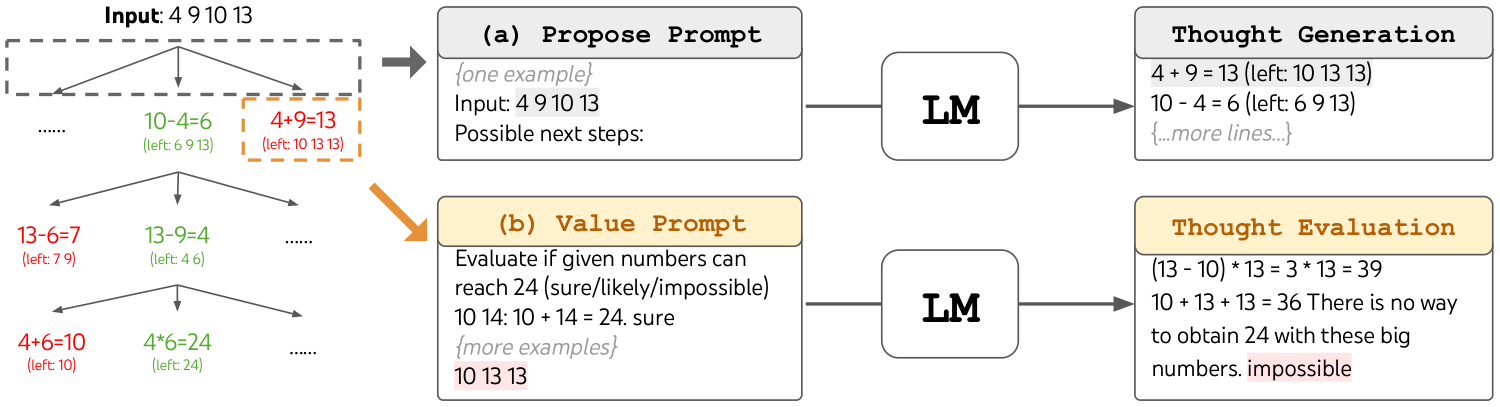 Input: 4 9 10 13
......
10-4=6
(left: 6 9 13)
4+9=13
(left: 10 13 13)
13-6=7
(left: 7 9)
13-9=4
(left: 4 6)
......
4+6=10
(left: 10)
4*6=24
(left: 24)
......
(a) Propose Prompt
{one example}
Input: 4 9 10 13
Possible next steps:
LM
Thought Generation
4 + 9 = 13 (left: 10 13 13)
10 - 4 = 6 (left: 6 9 13)
{...more lines...}
(b) Value Prompt
Evaluate if given numbers can
reach 24 (sure/likely/impossible)
10 14: 10 + 14 = 24. sure
{more examples}
10 13 13
LM
Thought Evaluation
(13 - 10) * 13 = 3 * 13 = 39
10 + 13 + 13 = 36 There is no way
to obtain 24 with these big
numbers. impossible